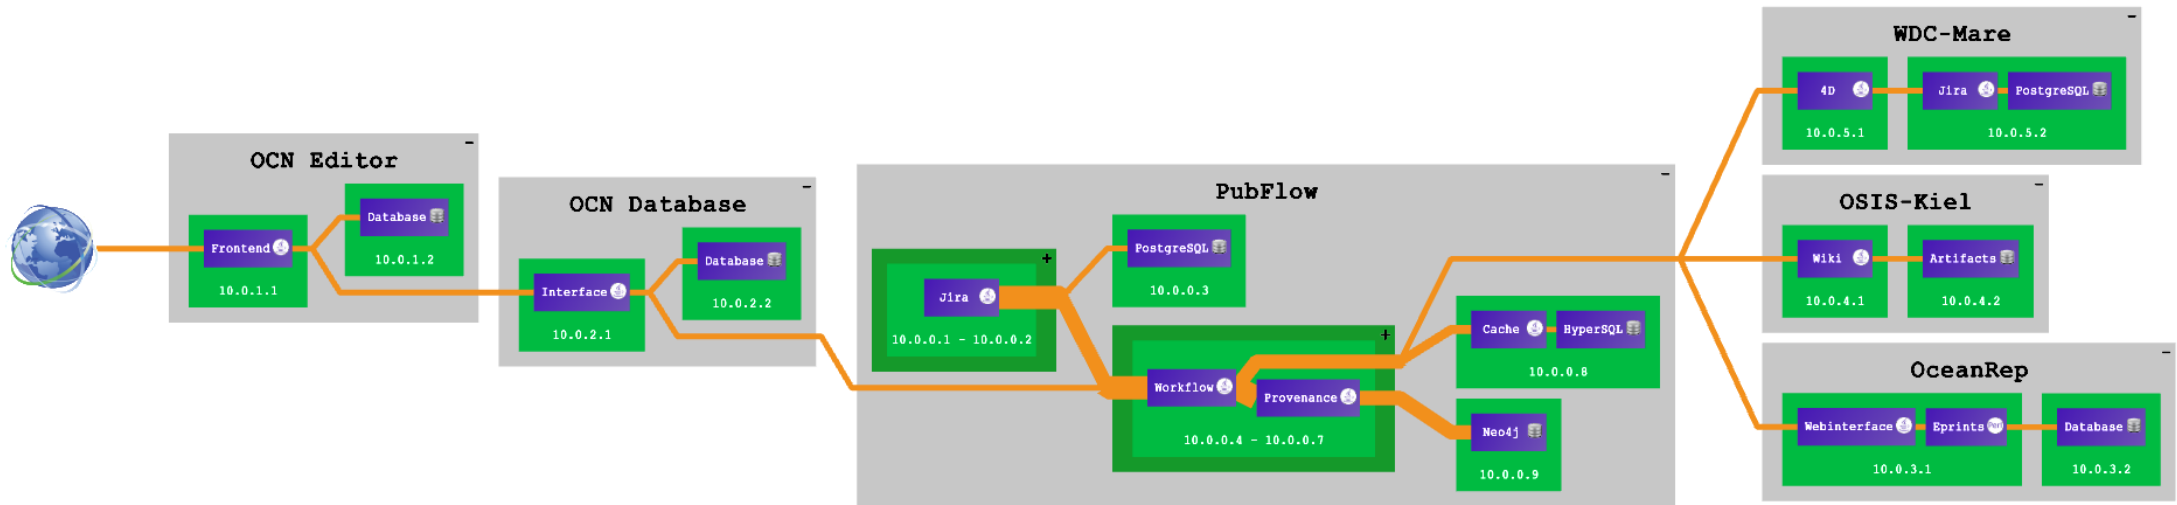 OCN Editor
-
Frontend
10.0.1.1
Database
10.0.1.2
OCN Database
-
Interface
10.0.2.1
Database
10.0.2.2
PubFlow
-
+
Jira
10.0.0.1 - 10.0.0.2
PostgreSQL
10.0.0.3
+
Workflow
Provenance
10.0.0.4 - 10.0.0.7
Cache
HyperSQL
10.0.0.8
Neo4j
10.0.0.9
WDC-Mare
-
4D
10.0.5.1
Jira
PostgreSQL
10.0.5.2
OSIS-Kiel
-
Wiki
10.0.4.1
Artifacts
10.0.4.2
OceanRep
-
Webinterface
Eprints
Perl
10.0.3.1
Database
10.0.3.2